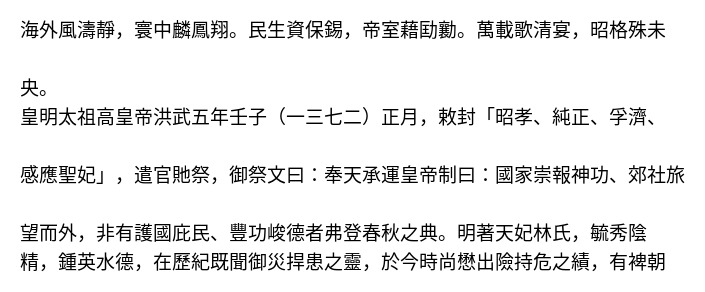 海外風濤靜，寰中麟鳳翔。民生資保錫，帝室藉劻勷。萬載歌清宴，昭格殊未
央。
皇明太祖高皇帝洪武五年壬子（一三七二）正月，敕封「昭孝、純正、孚濟、
感應聖妃」，遣官貤祭，御祭文曰：奉天承運皇帝制曰：國家崇報神功、郊社旅
望而外，非有護國庇民、豐功峻德者弗登春秋之典。明著天妃林氏，毓秀陰
精，鍾英水德，在歷紀既聞御災捍患之靈，於今時尚懋出險持危之績，有裨朝